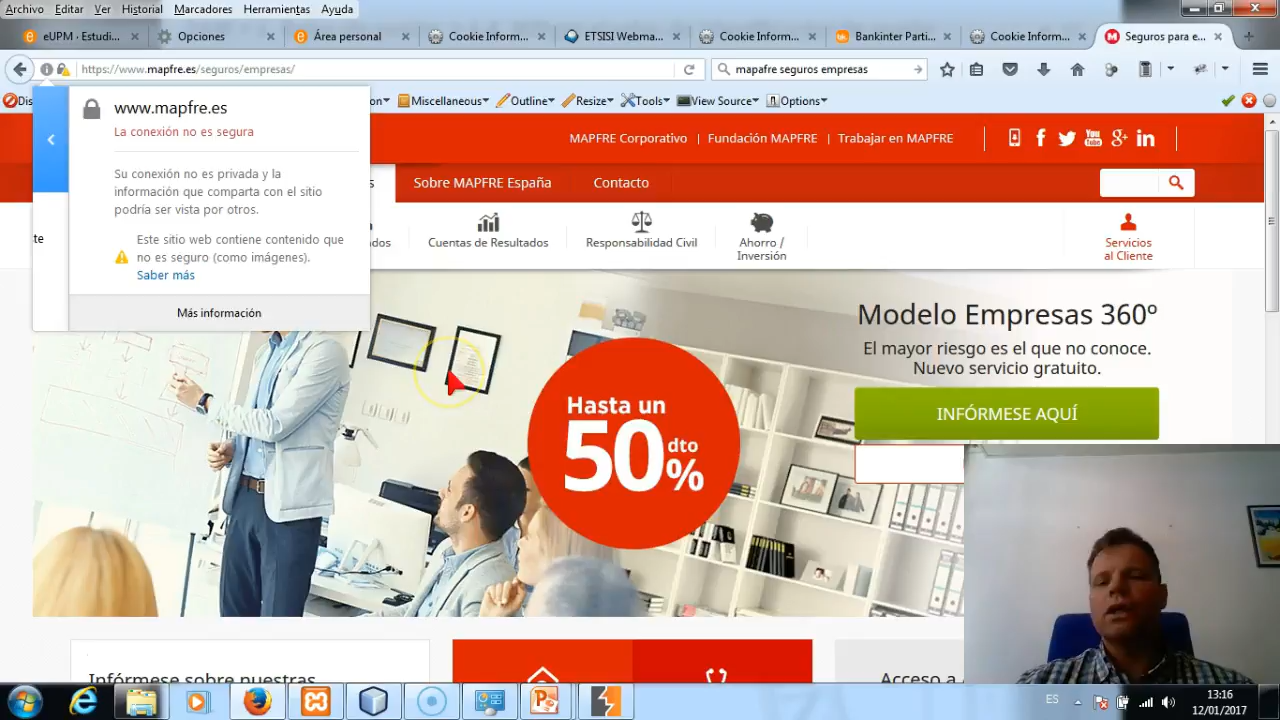 Archivo Editar Ver Historial Marcadores Herramientas Ayuda
eUPM - Estudi... Opciones Área personal Cookie Inform... ETSISI Webma... Cookie Inform... Bankinter Parti... Cookie Inform... Seguros para e...
https://www.mapfre.es/seguros/empresas/ mapafre seguros empresas
Miscellaneous Outline Resize Tools View Source Options
www.mapfre.es
La conexión no es segura
Su conexión no es privada y la
información que comparta con el sitio
podría ser vista por otros.
Este sitio web contiene contenido que
no es seguro (como imágenes).
Saber más
Más información
MAPFRE Corporativo Fundación MAPFRE Trabajar en MAPFRE
Sobre MAPFRE España Contacto
Cuentas de Resultados Responsabilidad Civil Ahorro /
Inversión
Servicios
al Cliente
Modelo Empresas 360º
El mayor riesgo es el que no conoce.
Nuevo servicio gratuito.
INFÓRMESE AQUÍ
Hasta un
50% dto
Infórmese sobre nuestras
Acceso a
ES
13:16
12/01/2017